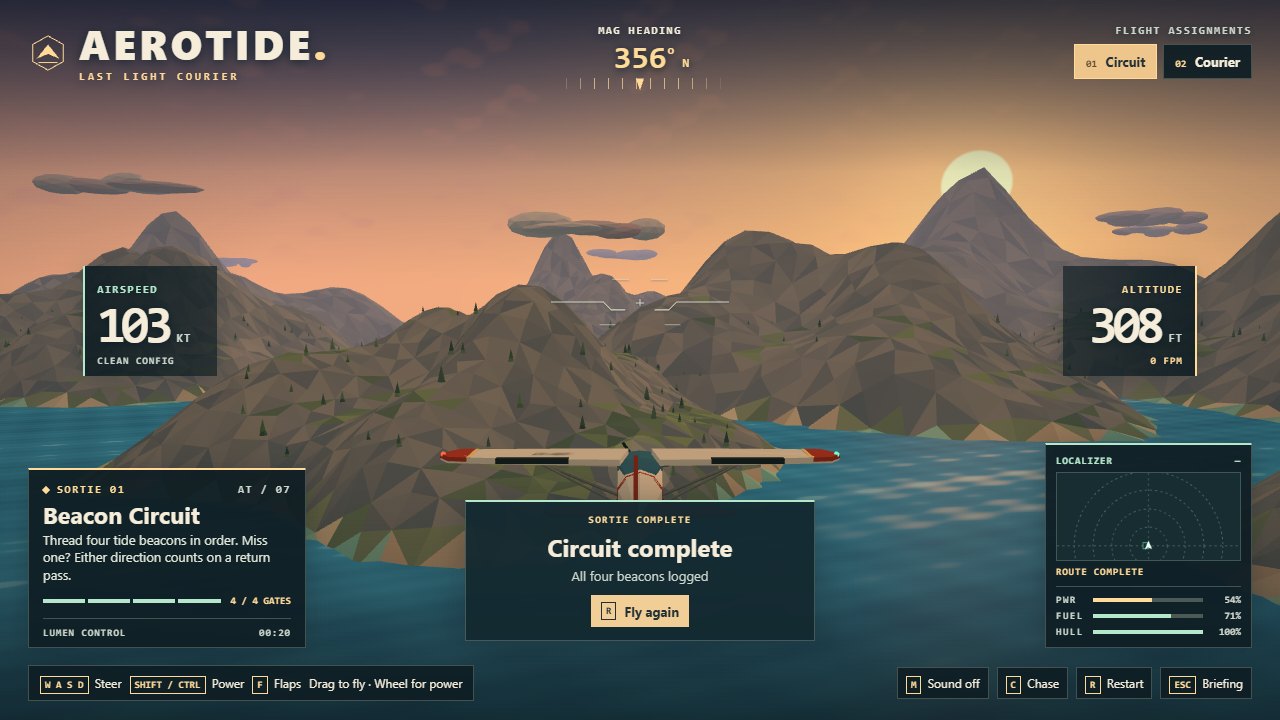 AEROTIDE.
LAST LIGHT COURIER
MAG HEADING
356° N
FLIGHT ASSIGNMENTS
01 Circuit
02 Courier
AIRSPEED
103 KT
CLEAN CONFIG
ALTITUDE
308 FT
0 FPM
SORTIE 01
AT / 07
Beacon Circuit
Thread four tide beacons in order. Miss
one? Either direction counts on a return
pass.
4 / 4 GATES
LUMEN CONTROL
00:20
SORTIE COMPLETE
Circuit complete
All four beacons logged
R Fly again
LOCALIZER
—
ROUTE COMPLETE
PWR 54%
FUEL 71%
HULL 100%
W A S D Steer SHIFT / CTRL Power F Flaps Drag to fly · Wheel for power
M Sound off
C Chase
R Restart
ESC Briefing